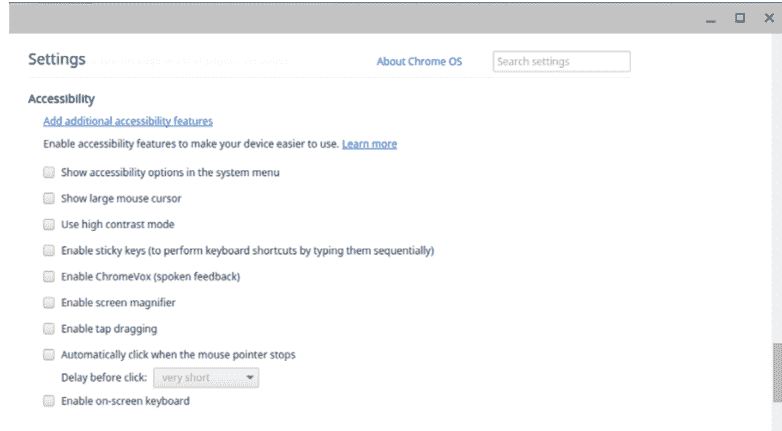 Settings
About Chrome OS
Search settings
Accessibility
Add additional accessibility features
Enable accessibility features to make your device easier to use. Learn more
Show accessibility options in the system menu
Show large mouse cursor
Use high contrast mode
Enable sticky keys (to perform keyboard shortcuts by typing them sequentially)
Enable ChromeVox (spoken feedback)
Enable screen magnifier
Enable tap dragging
Automatically click when the mouse pointer stops
Delay before click: very short
Enable on-screen keyboard